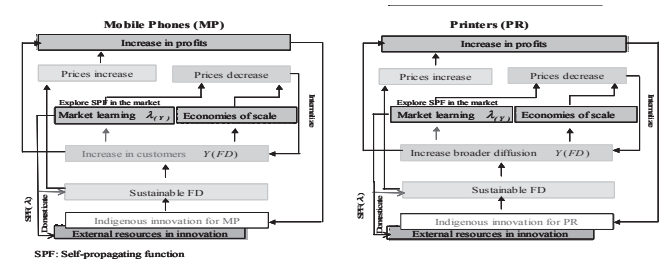 Mobile Phones (MP)
Increase in profits
Prices increase
Prices decrease
Explore SPF in the market
Market learning λ(Y)
Economies of scale
Internalize
Increase in customers Y(FD)
Sustainable FD
SPF(λ)
Domesticate
Indigenous innovation for MP
External resources in innovation
SPF: Self-propagating function
Printers (PR)
Increase in profits
Prices increase
Prices decrease
Explore SPF in the market
Market learning λ(Y)
Economies of scale
Internalize
Increase broader diffusion Y(FD)
Sustainable FD
SPF(λ)
Domesticate
Indigenous innovation for PR
External resources in innovation